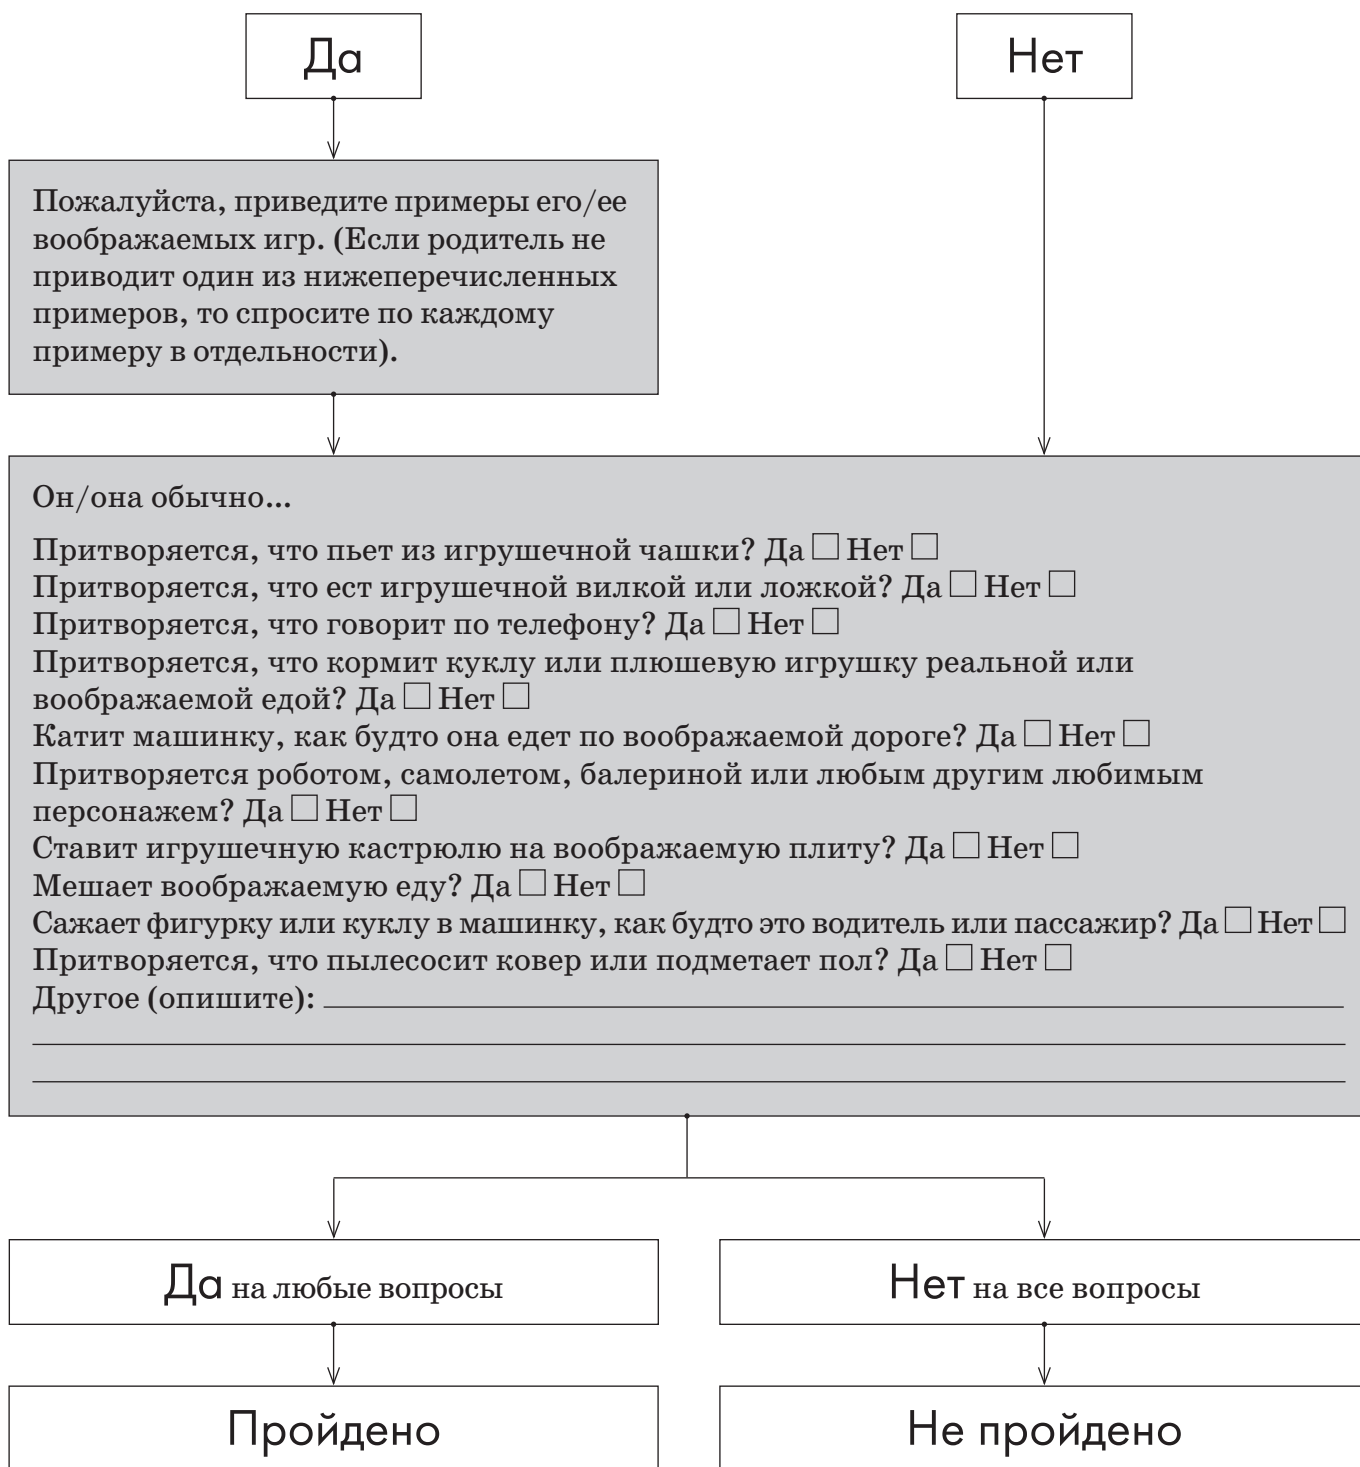 Да
Нет
Пожалуйста, приведите примеры его/ее
воображаемых игр. (Если родитель не
приводит один из нижеперечисленных
примеров, то спросите по каждому
примеру в отдельности).
Он/она обычно...
Притворяется, что пьет из игрушечной чашки? Да □ Нет □
Притворяется, что ест игрушечной вилкой или ложкой? Да □ Нет □
Притворяется, что говорит по телефону? Да □ Нет □
Притворяется, что кормит куклу или плюшевую игрушку реальной или
воображаемой едой? Да □ Нет □
Катит машинку, как будто она едет по воображаемой дороге? Да □ Нет □
Притворяется роботом, самолетом, балериной или любым другим любимым
персонажем? Да □ Нет □
Ставит игрушечную кастрюлю на воображаемую плиту? Да □ Нет □
Мешает воображаемую еду? Да □ Нет □
Сажает фигурку или куклу в машинку, как будто это водитель или пассажир? Да □ Нет □
Притворяется, что пылесосит ковер или подметает пол? Да □ Нет □
Другое (опишите):
Да на любые вопросы
Нет на все вопросы
Пройдено
Не пройдено